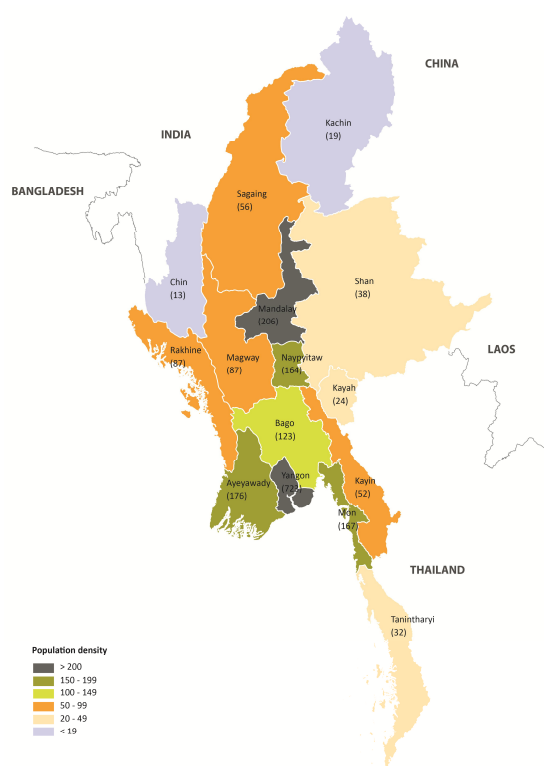 CHINA
Kachin
(19)
INDIA
BANGLADESH
Sagaing
(56)
Chin
(13)
Shan
(38)
Mandalay
(206)
Rakhine
(87)
Magway
(87)
Naypyitaw
(164)
LAOS
Kayah
(24)
Bago
(123)
Ayeyawady
(176)
Yangon
Kayin
(52)
Mon
(167)
THAILAND
Tanintharyi
(32)
Population density
> 200
150 - 199
100 - 149
50 - 99
20 - 49
< 19